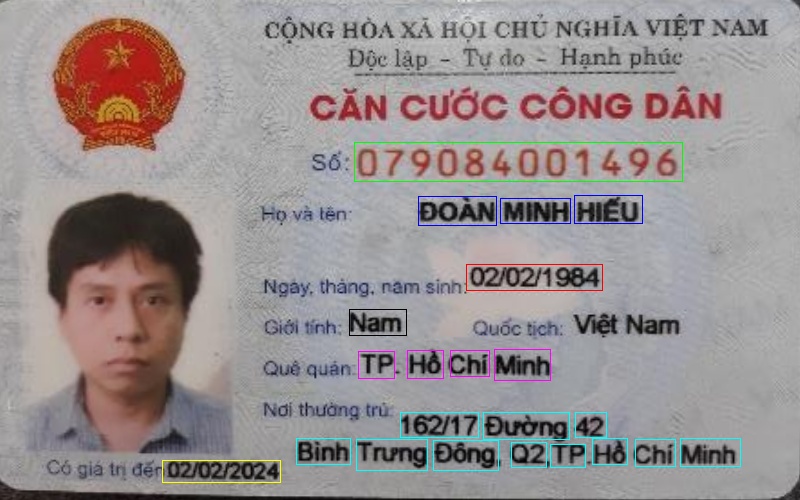 CỘNG HÒA XÃ HỘI CHỦ NGHĨA VIỆT NAM
Độc lập - Tự do - Hạnh phúc
CĂN CƯỚC CÔNG DÂN
Số: 079084001496
Họ và tên: ĐOÀN MINH HIẾU
Ngày, tháng, năm sinh: 02/02/1984
Giới tính: Nam Quốc tịch: Việt Nam
Quê quán: TP. Hồ Chí Minh
Nơi thường trú: 162/17 Đường 42
Bình Trưng Đông, Q2,TP.Hồ Chí Minh
Có giá trị đến 02/02/2024